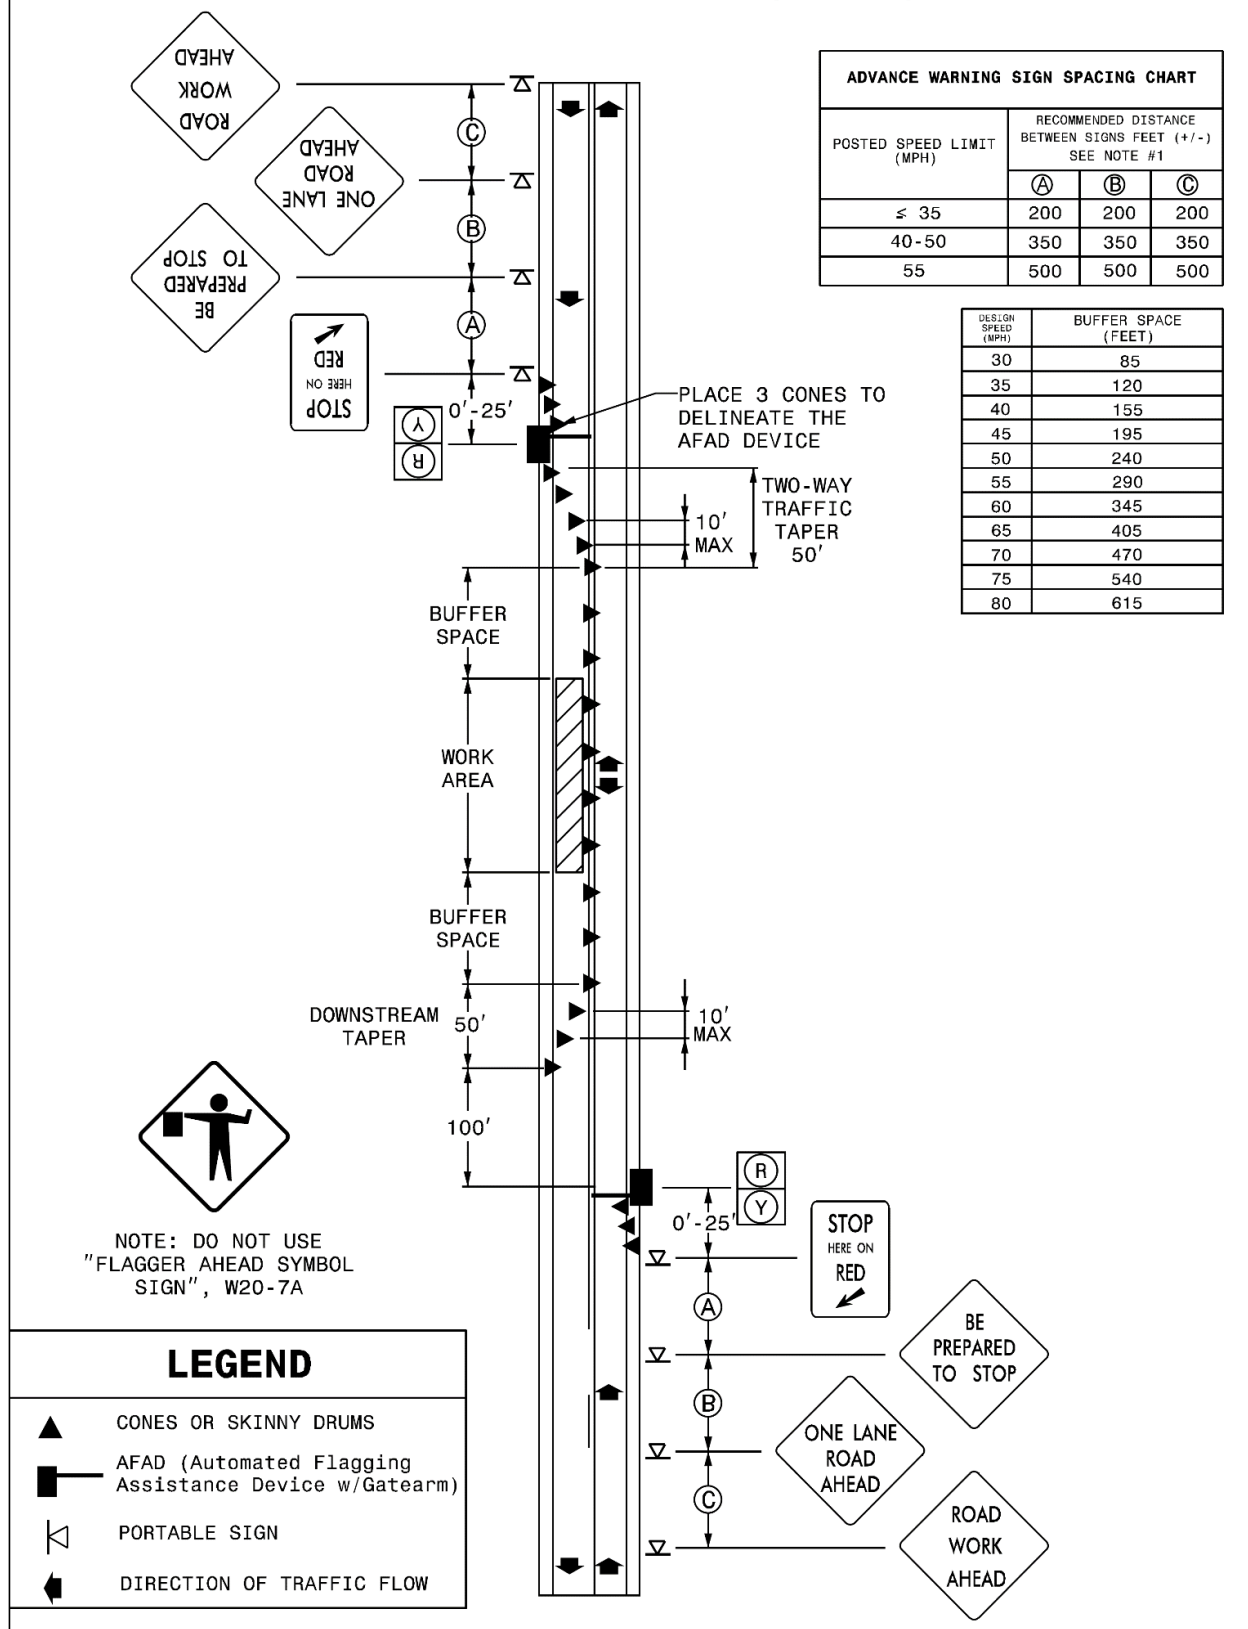 ROAD
WORK
AHEAD
ONE LANE
ROAD
AHEAD
BE
PREPARED
TO STOP
STOP
HERE ON
RED
Y
R
C
B
A
0'-25'
PLACE 3 CONES TO
DELINEATE THE
AFAD DEVICE
TWO-WAY
TRAFFIC
TAPER
50'
10'
MAX
BUFFER
SPACE
WORK
AREA
BUFFER
SPACE
DOWNSTREAM
TAPER
50'
10'
MAX
100'
R
Y
0'-25'
STOP
HERE ON
RED
A
BE
PREPARED
TO STOP
B
ONE LANE
ROAD
AHEAD
C
ROAD
WORK
AHEAD
ADVANCE WARNING SIGN SPACING CHART
POSTED SPEED LIMIT
(MPH)
RECOMMENDED DISTANCE
BETWEEN SIGNS FEET (+/-)
SEE NOTE #1
A B C
≤ 35 200 200 200
40-50 350 350 350
55 500 500 500
DESIGN
SPEED
(MPH)
BUFFER SPACE
(FEET)
30 85
35 120
40 155
45 195
50 240
55 290
60 345
65 405
70 470
75 540
80 615
NOTE: DO NOT USE
"FLAGGER AHEAD SYMBOL
SIGN", W20-7A
LEGEND
CONES OR SKINNY DRUMS
AFAD (Automated Flagging
Assistance Device w/Gatearm)
PORTABLE SIGN
DIRECTION OF TRAFFIC FLOW